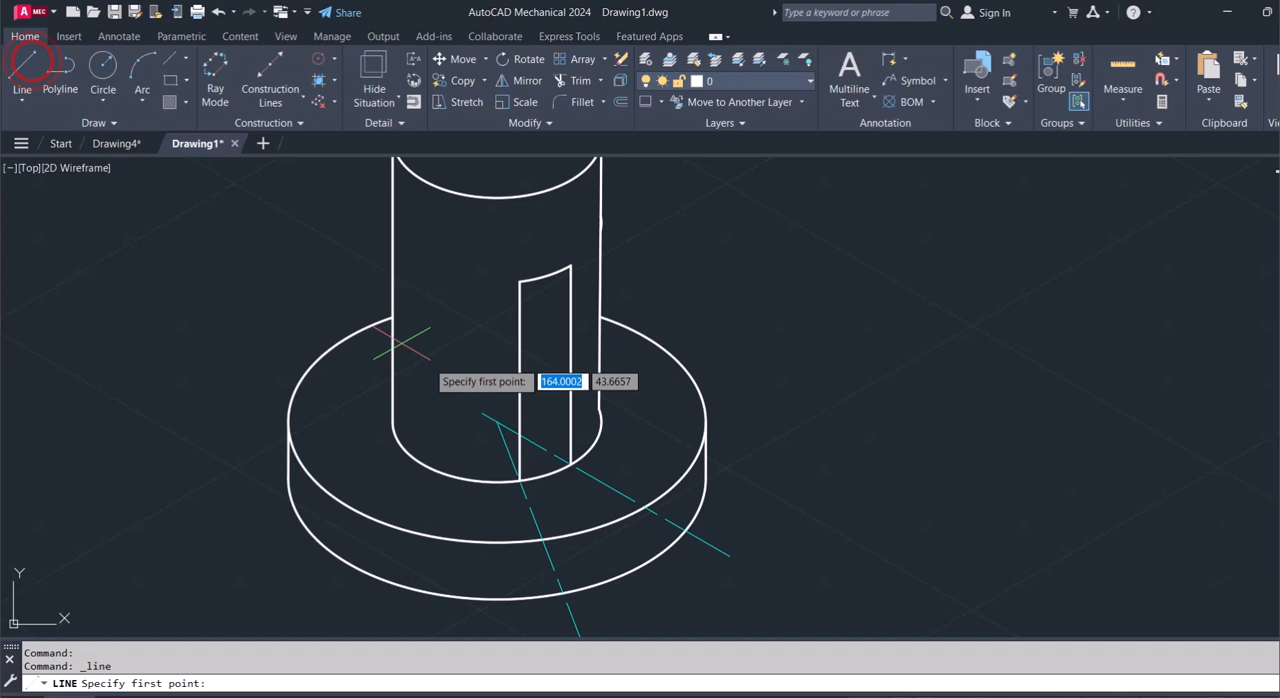 MEC Share AutoCAD Mechanical 2024 Drawing1.dwg Type a keyword or phrase Sign In
Home Insert Annotate Parametric Content View Manage Output Add-ins Collaborate Express Tools Featured Apps
Line Polyline Circle Arc Ray Mode Construction Lines Hide Situation Move Rotate Array
Copy Mirror Trim
Stretch Scale Fillet
0
Move to Another Layer
Multiline Text Symbol BOM Insert Group Measure Paste
Draw Construction Detail Modify Layers Annotation Block Groups Utilities Clipboard
Start Drawing4* Drawing1*
[−][Top][2D Wireframe]
Specify first point: 164.0002 43.6657
Y
X
Command:
Command: _line
LINE Specify first point: